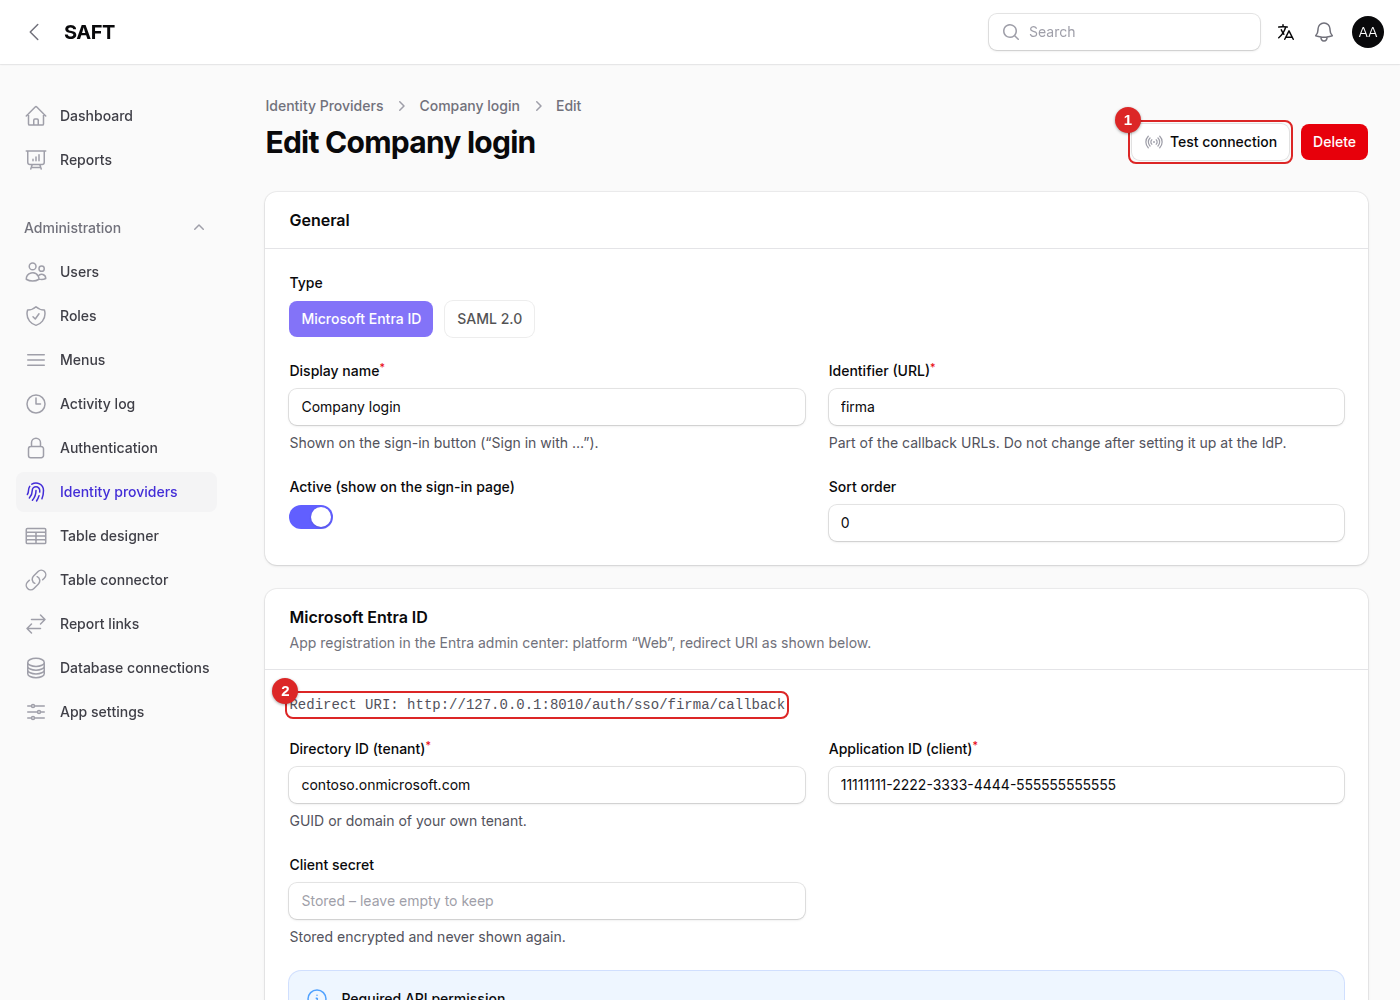 SAFT
Search
AA
Dashboard
Reports
Administration
Users
Roles
Menus
Activity log
Authentication
Identity providers
Table designer
Table connector
Report links
Database connections
App settings
Identity Providers > Company login > Edit
Edit Company login
1
Test connection
Delete
General
Type
Microsoft Entra ID
SAML 2.0
Display name*
Identifier (URL)*
Company login
firma
Shown on the sign-in button (“Sign in with ...”).
Part of the callback URLs. Do not change after setting it up at the IdP.
Active (show on the sign-in page)
Sort order
0
Microsoft Entra ID
App registration in the Entra admin center: platform “Web”, redirect URI as shown below.
2
Redirect URI: http://127.0.0.1:8010/auth/sso/firma/callback
Directory ID (tenant)*
Application ID (client)*
contoso.onmicrosoft.com
11111111-2222-3333-4444-555555555555
GUID or domain of your own tenant.
Client secret
Stored – leave empty to keep
Stored encrypted and never shown again.
Required API permission